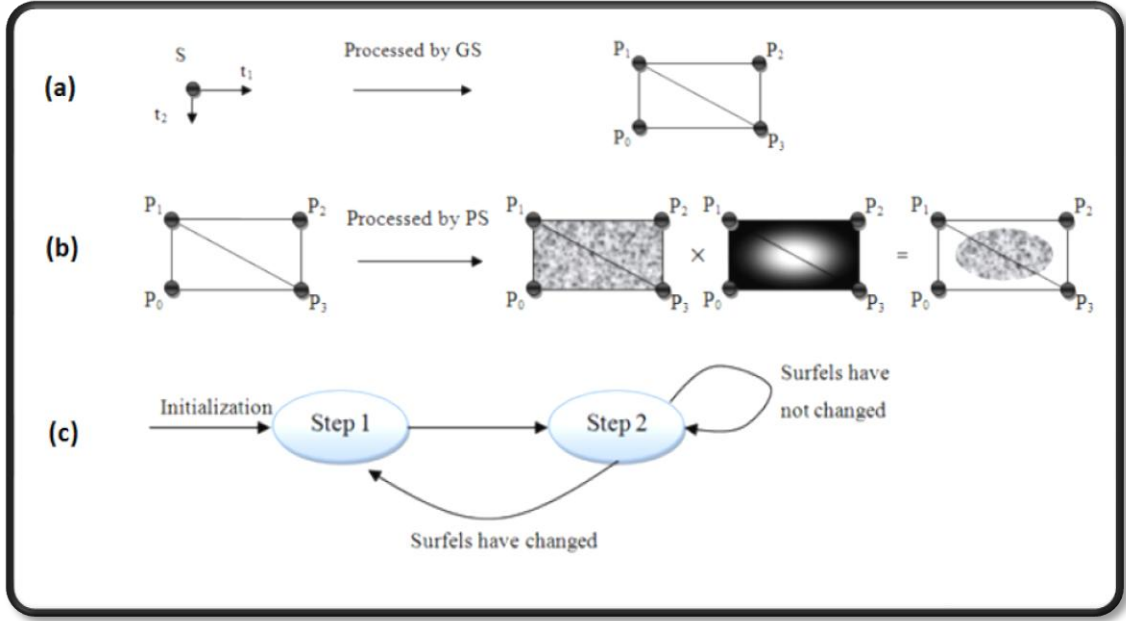 (a)
S
t₁
t₂
Processed by GS
P₁
P₂
P₀
P₃
(b)
P₁
P₂
P₀
P₃
Processed by PS
P₁
P₂
P₀
P₃
×
P₁
P₂
P₀
P₃
=
P₁
P₂
P₀
P₃
(c)
Initialization
Step 1
Step 2
Surfels have
not changed
Surfels have changed